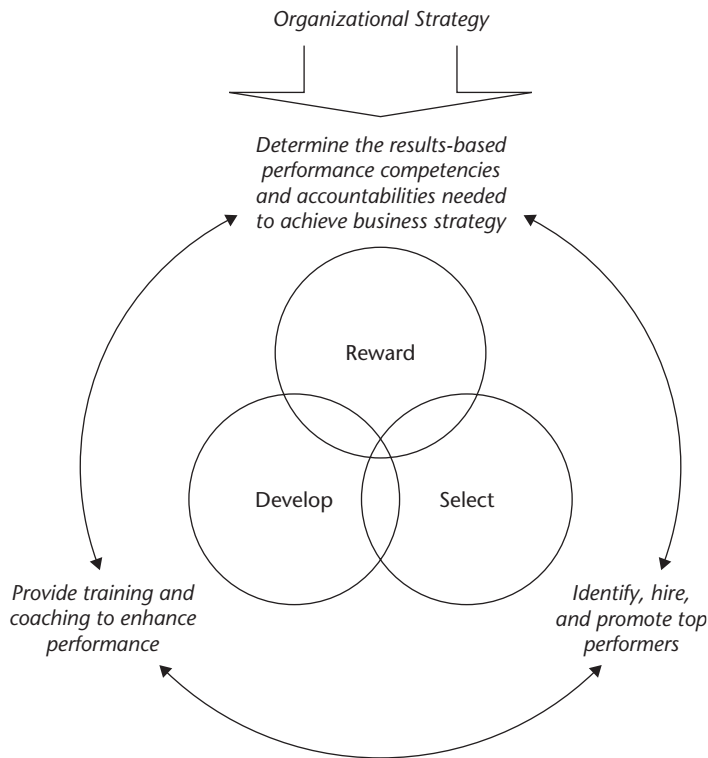 Organizational Strategy
Determine the results-based
performance competencies
and accountabilities needed
to achieve business strategy
Reward
Develop
Select
Provide training and
coaching to enhance
performance
Identify, hire,
and promote top
performers